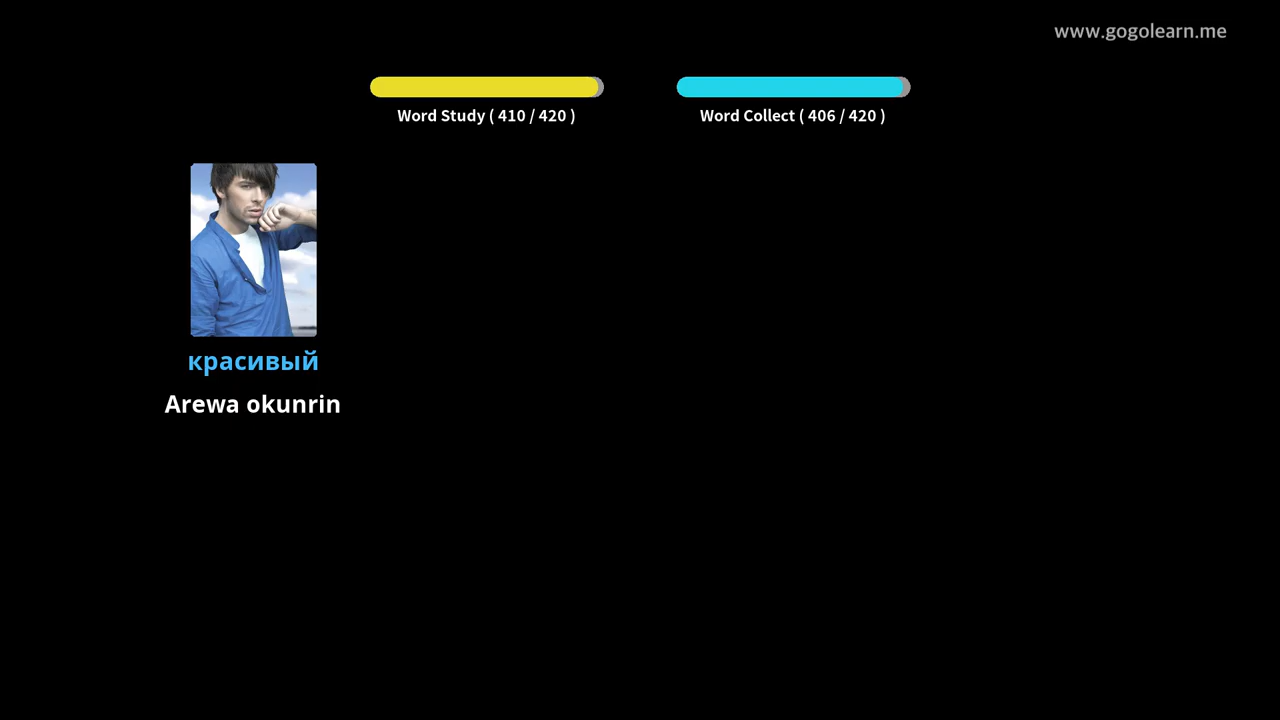 www.gogolearn.me
Word Study ( 410 / 420 )
Word Collect ( 406 / 420 )
красивый
Arewa okunrin